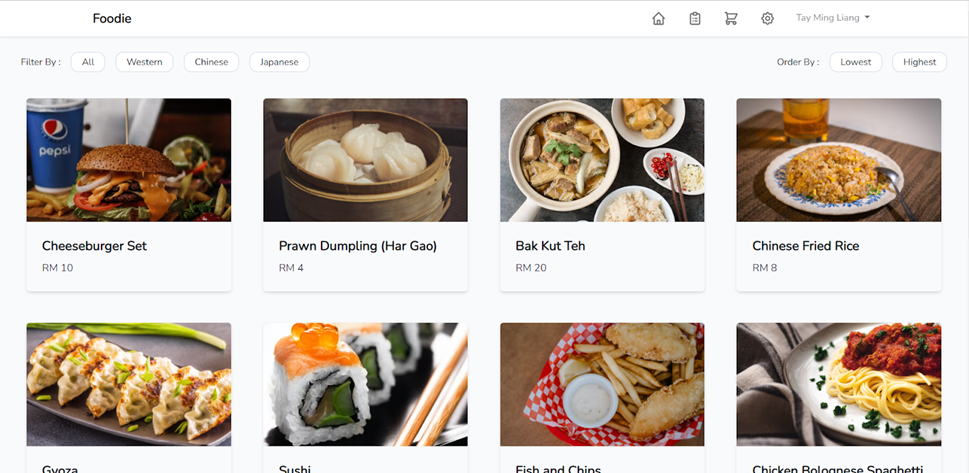 Foodie
Tay Ming Liang
Filter By : All Western Chinese Japanese
Order By : Lowest Highest
pepsi
Cheeseburger Set
RM 10
Prawn Dumpling (Har Gao)
RM 4
Bak Kut Teh
RM 20
Chinese Fried Rice
RM 8
Gyoza
Sushi
Fish and Chips
Chicken Bolognese Spaghetti